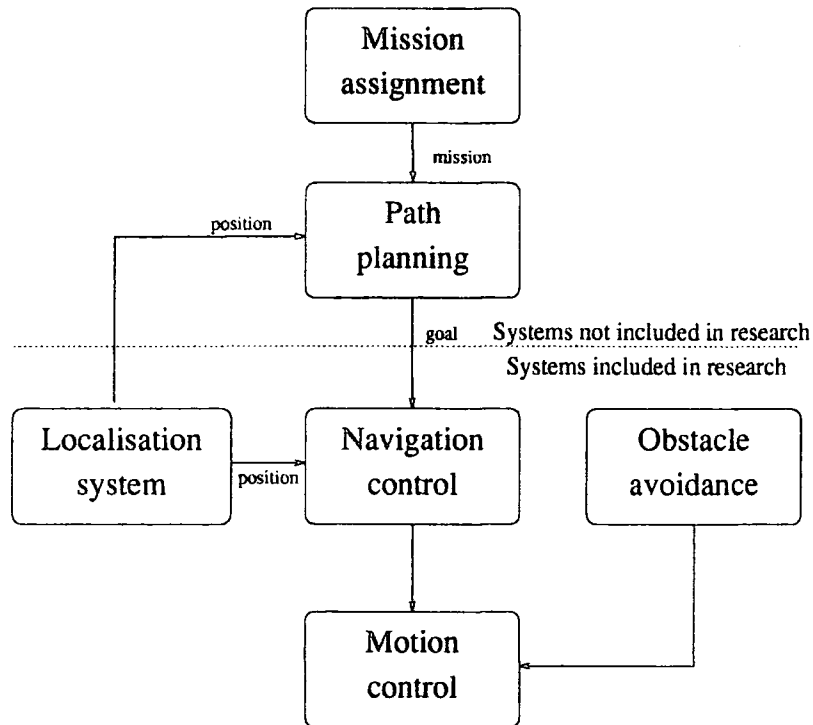 Mission
assignment
mission
position
Path
planning
goal
Systems not included in research
Systems included in research
Localisation
system
position
Navigation
control
Obstacle
avoidance
Motion
control